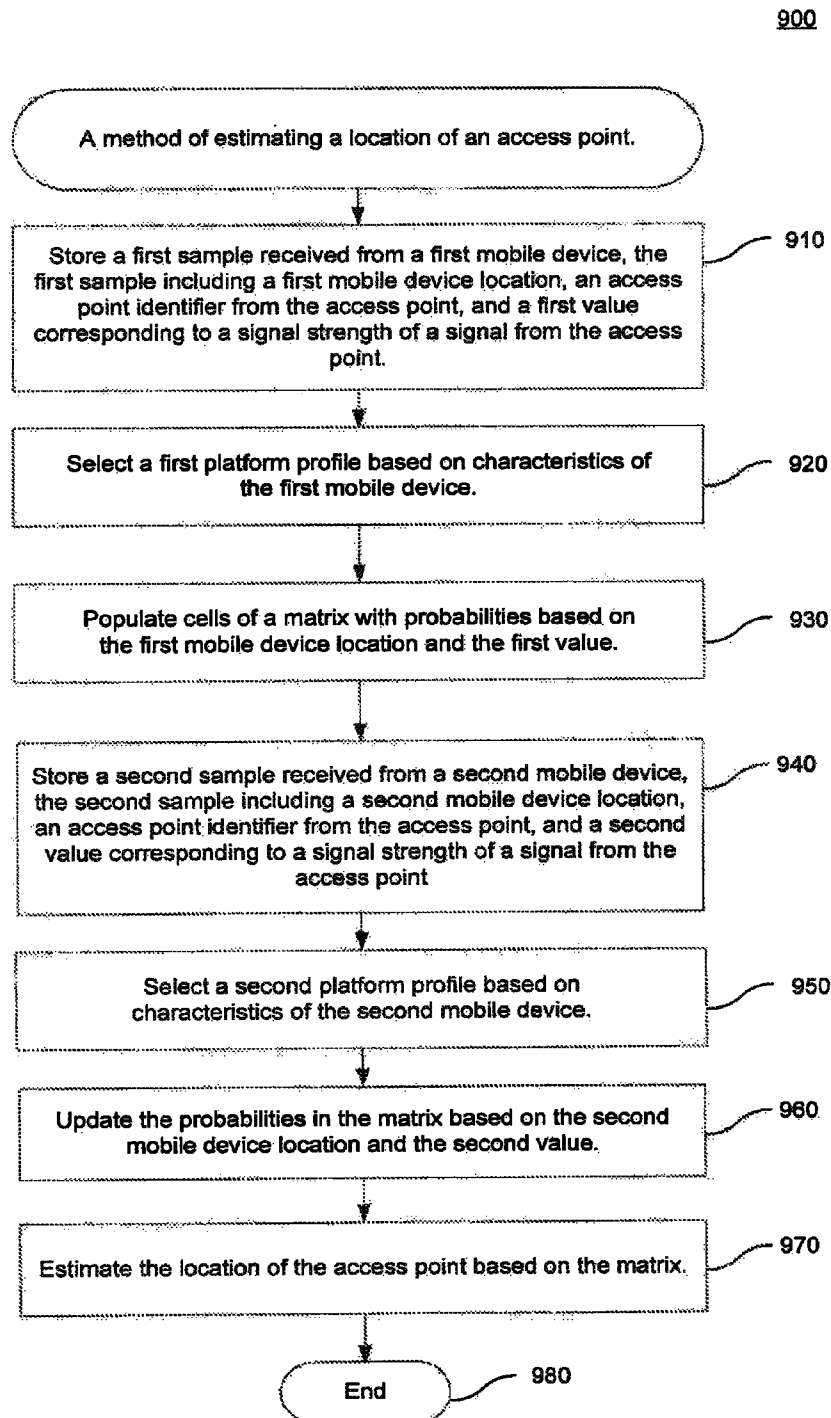 900
A method of estimating a location of an access point.
Store a first sample received from a first mobile device, the
first sample including a first mobile device location, an access
point identifier from the access point, and a first value
corresponding to a signal strength of a signal from the access
point.
910
Select a first platform profile based on characteristics of
the first mobile device.
920
Populate cells of a matrix with probabilities based on
the first mobile device location and the first value.
930
Store a second sample received from a second mobile device,
the second sample including a second mobile device location,
an access point identifier from the access point, and a second
value corresponding to a signal strength of a signal from the
access point
940
Select a second platform profile based on
characteristics of the second mobile device.
950
Update the probabilities in the matrix based on the second
mobile device location and the second value.
960
Estimate the location of the access point based on the matrix.
970
End
980